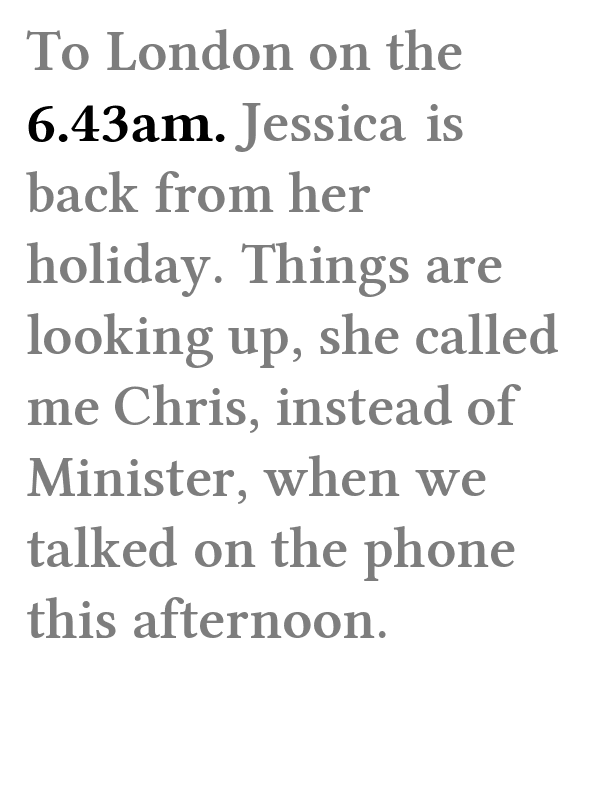 To London on the
6.43am. Jessica is
back from her
holiday. Things are
looking up, she called
me Chris, instead of
Minister, when we
talked on the phone
this afternoon.